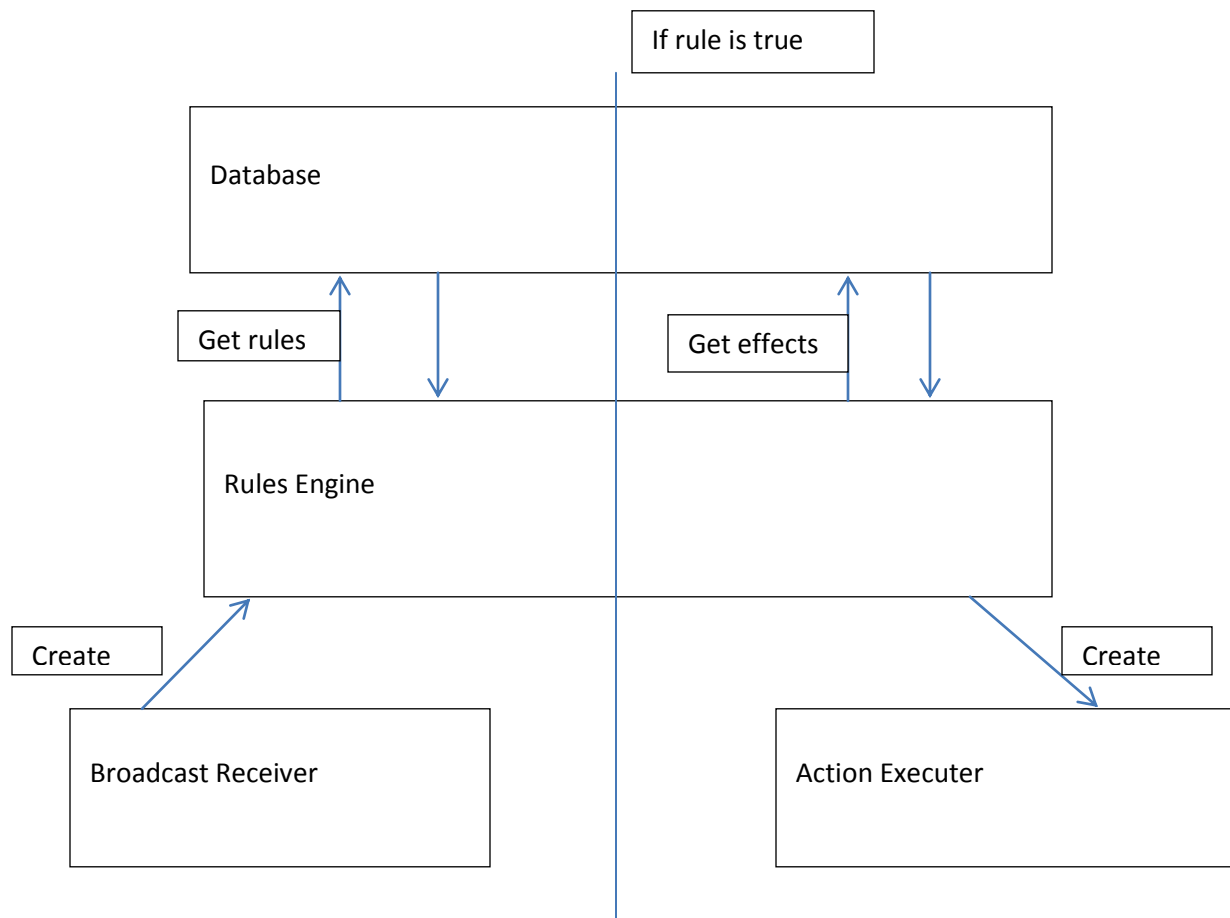 If rule is true
Database
Get rules
Get effects
Rules Engine
Create
Create
Broadcast Receiver
Action Executer